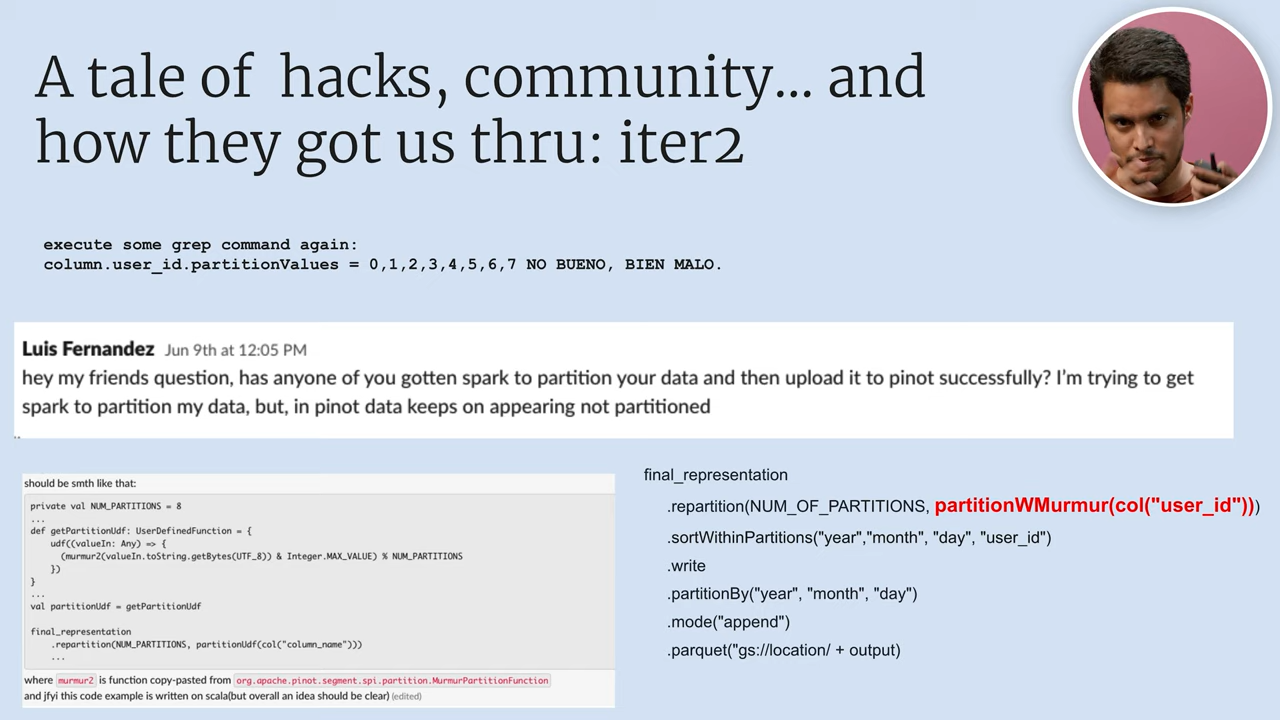 A tale of hacks, community... and
how they got us thru: iter2
execute some grep command again:
column.user_id.partitionValues = 0,1,2,3,4,5,6,7 NO BUENO, BIEN MALO.
Luis Fernandez Jun 9th at 12:05 PM
hey my friends question, has anyone of you gotten spark to partition your data and then upload it to pinot successfully? I'm trying to get
spark to partition my data, but, in pinot data keeps on appearing not partitioned
..
should be smth like that:
private val NUM_PARTITIONS = 8
...
def getPartitionUdf: UserDefinedFunction = {
    udf((valueIn: Any) => {
      (murmur2(valueIn.toString.getBytes(UTF_8)) & Integer.MAX_VALUE) % NUM_PARTITIONS
    })
}
...
val partitionUdf = getPartitionUdf
final_representation
    .repartition(NUM_PARTITIONS, partitionUdf(col("column_name")))
    ...
where murmur2 is function copy-pasted from org.apache.pinot.segment.spi.partition.MurmurPartitionFunction
and jfyi this code example is written on scala(but overall an idea should be clear) (edited)
final_representation
.repartition(NUM_OF_PARTITIONS, partitionWMurmur(col("user_id")))
.sortWithinPartitions("year","month", "day", "user_id")
.write
.partitionBy("year", "month", "day")
.mode("append")
.parquet("gs://location/ + output)